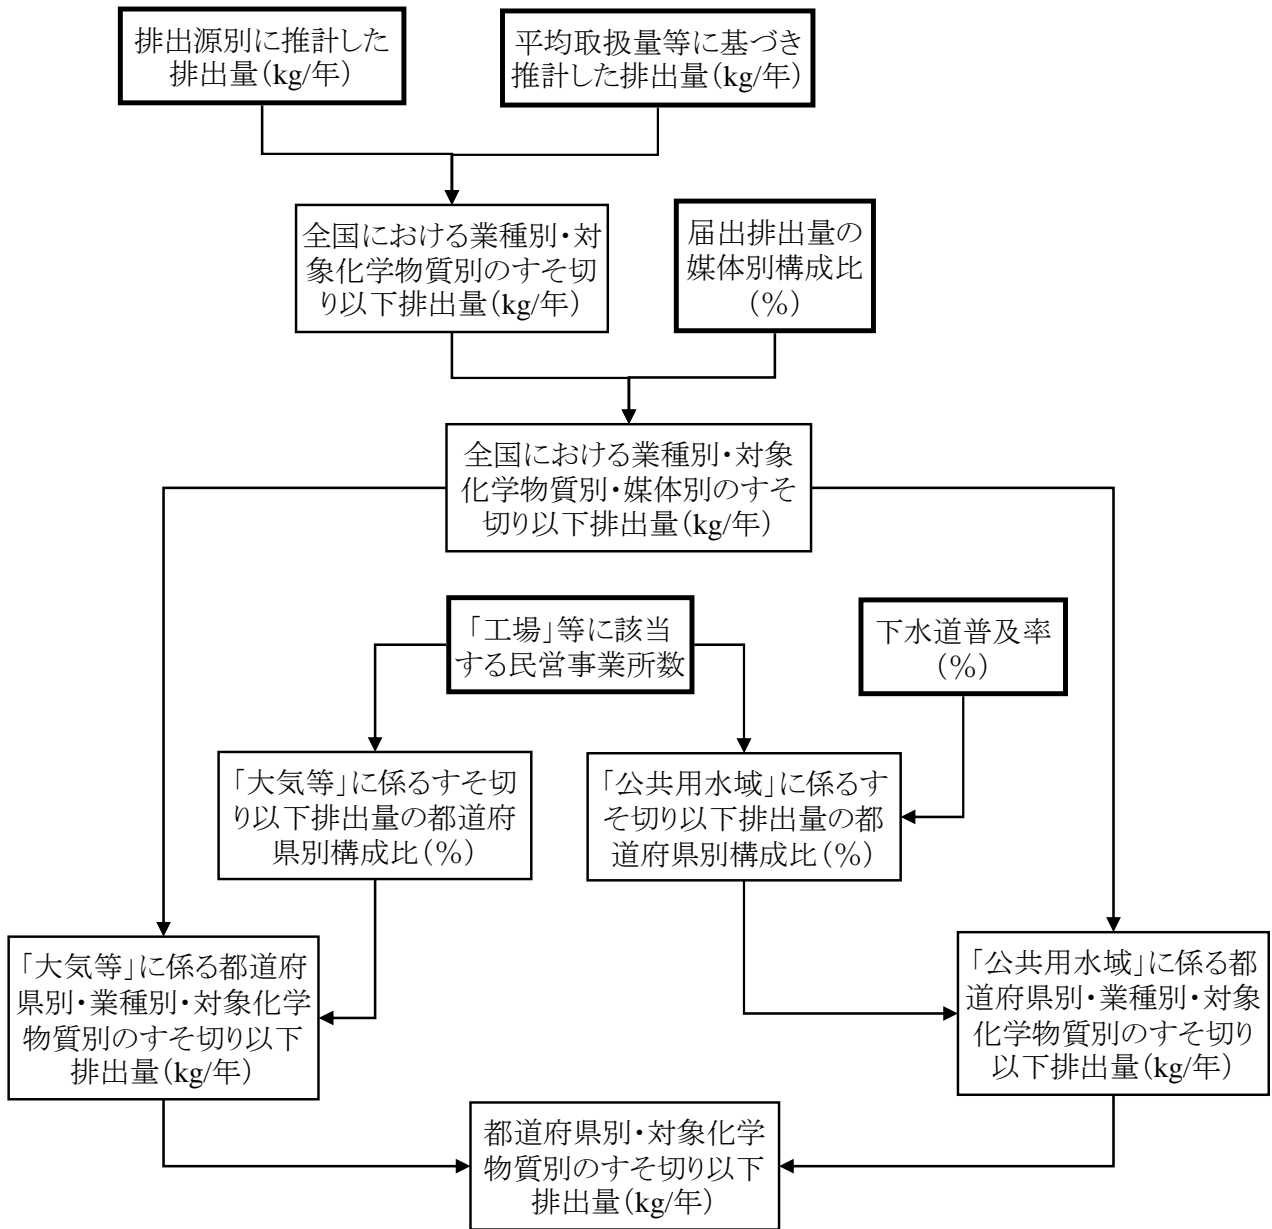 排出源別に推計した
排出量(kg/年)
平均取扱量等に基づき
推計した排出量(kg/年)
全国における業種別・対
象化学物質別のすそ切
り以下排出量(kg/年)
届出排出量の
媒体別構成比
(%)
全国における業種別・対象
化学物質別・媒体別のすそ
切り以下排出量(kg/年)
「工場」等に該当
する民営事業所数
下水道普及率
(%)
「大気等」に係るすそ切
り以下排出量の都道府
県別構成比(%)
「公共用水域」に係るす
そ切り以下排出量の都
道府県別構成比(%)
「大気等」に係る都道府
県別・業種別・対象化学
物質別のすそ切り以下
排出量(kg/年)
「公共用水域」に係る都
道府県別・業種別・対象
化学物質別のすそ切り
以下排出量(kg/年)
都道府県別・対象化学
物質別のすそ切り以下
排出量(kg/年)